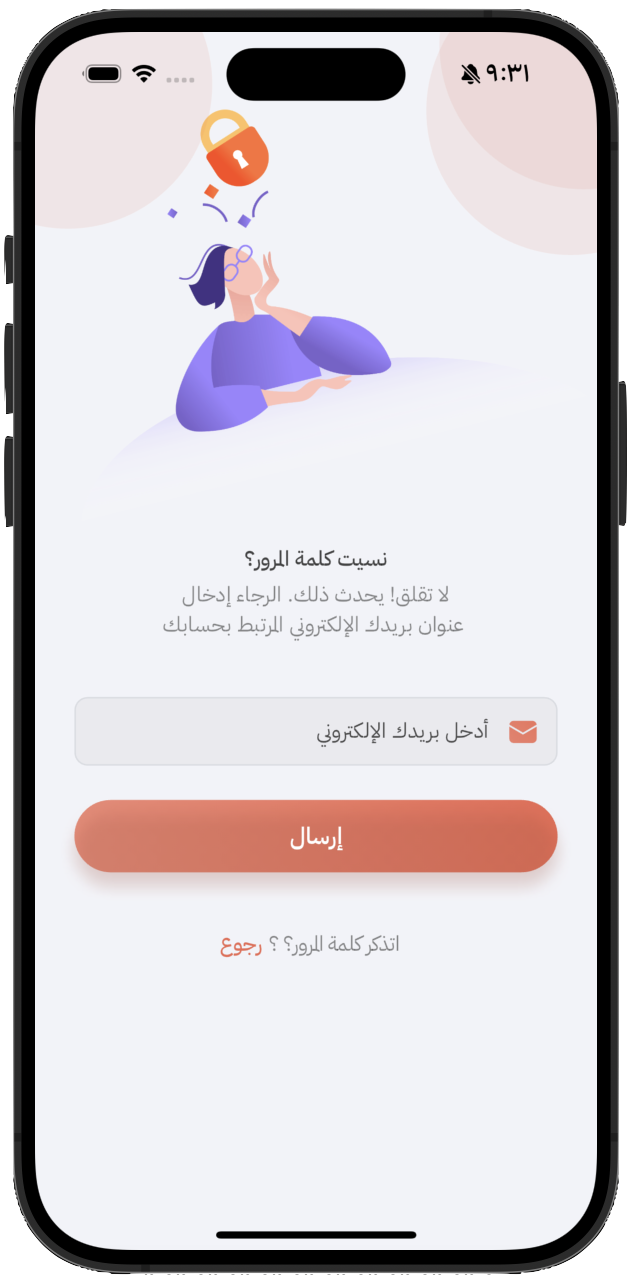 ٩:٣١
نسيت كلمة المرور؟
لا تقلق! يحدث ذلك. الرجاء إدخال
عنوان بريدك الإلكتروني المرتبط بحسابك
أدخل بريدك الإلكتروني
إرسال
اتذكر كلمة المرور؟ ؟ رجوع